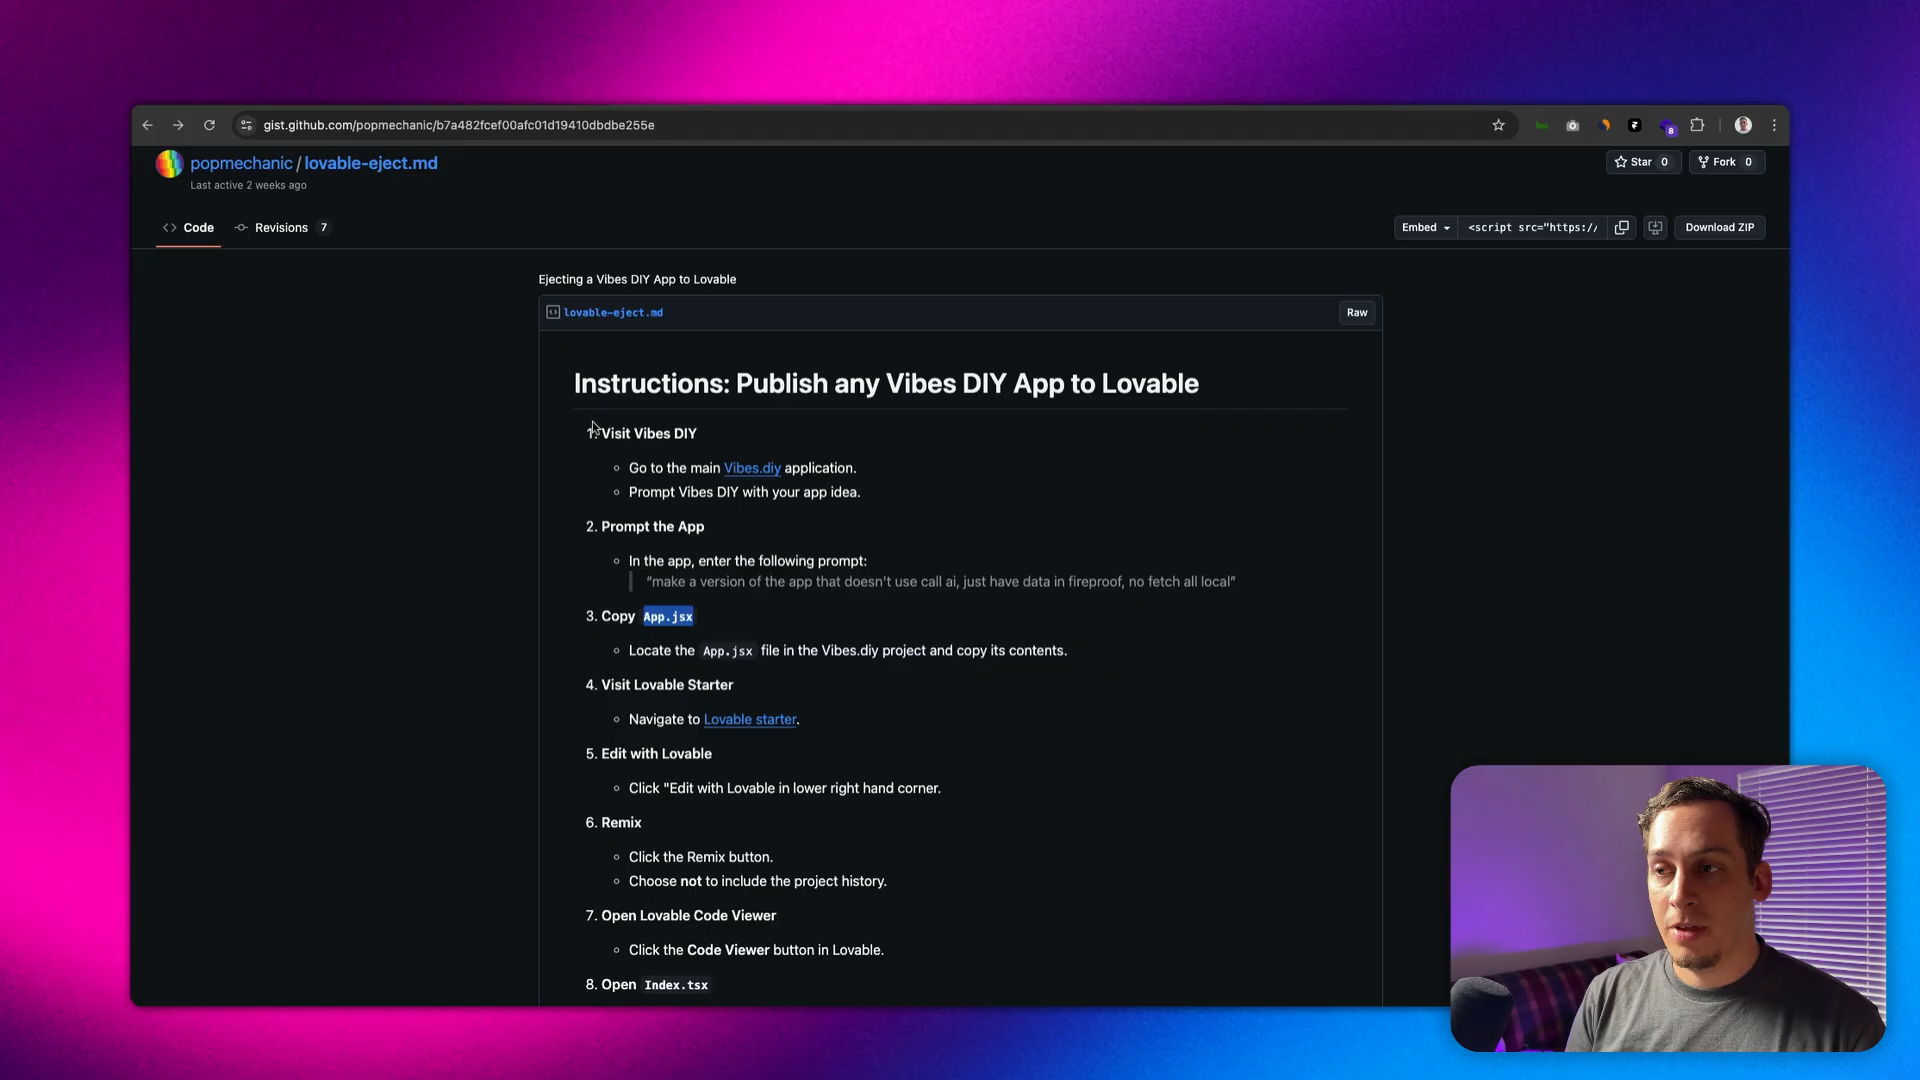 gist.github.com/popmechanic/b7a482fcef00afc01d19410dbdbe255e
8
popmechanic / lovable-eject.md
Star 0
Fork 0
Last active 2 weeks ago
Code
Revisions 7
Embed
<script src="https:/
Download ZIP
Ejecting a Vibes DIY App to Lovable
lovable-eject.md
Raw
Instructions: Publish any Vibes DIY App to Lovable
1. Visit Vibes DIY
Go to the main Vibes.diy application.
Prompt Vibes DIY with your app idea.
2. Prompt the App
In the app, enter the following prompt:
“make a version of the app that doesn't use call ai, just have data in fireproof, no fetch all local”
3. Copy App.jsx
Locate the App.jsx file in the Vibes.diy project and copy its contents.
4. Visit Lovable Starter
Navigate to Lovable starter.
5. Edit with Lovable
Click "Edit with Lovable in lower right hand corner.
6. Remix
Click the Remix button.
Choose not to include the project history.
7. Open Lovable Code Viewer
Click the Code Viewer button in Lovable.
8. Open Index.tsx